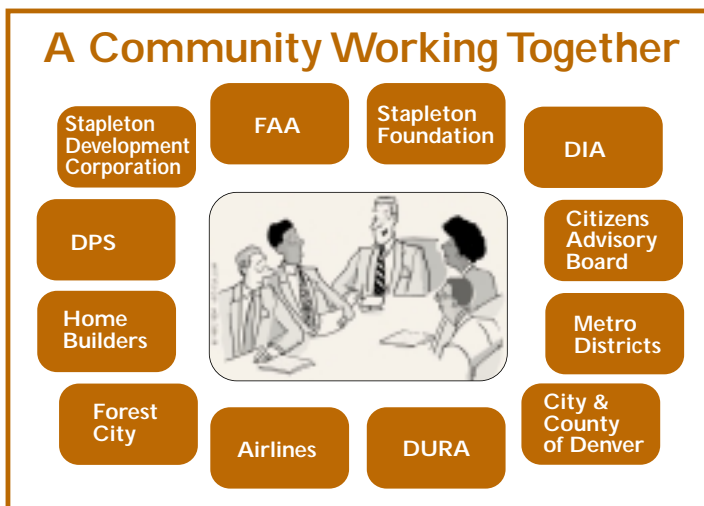 A Community Working Together
Stapleton
Development
Corporation
FAA
Stapleton
Foundation
DIA
DPS
Citizens
Advisory
Board
Home
Builders
Metro
Districts
Forest
City
Airlines
DURA
City &
County
of Denver